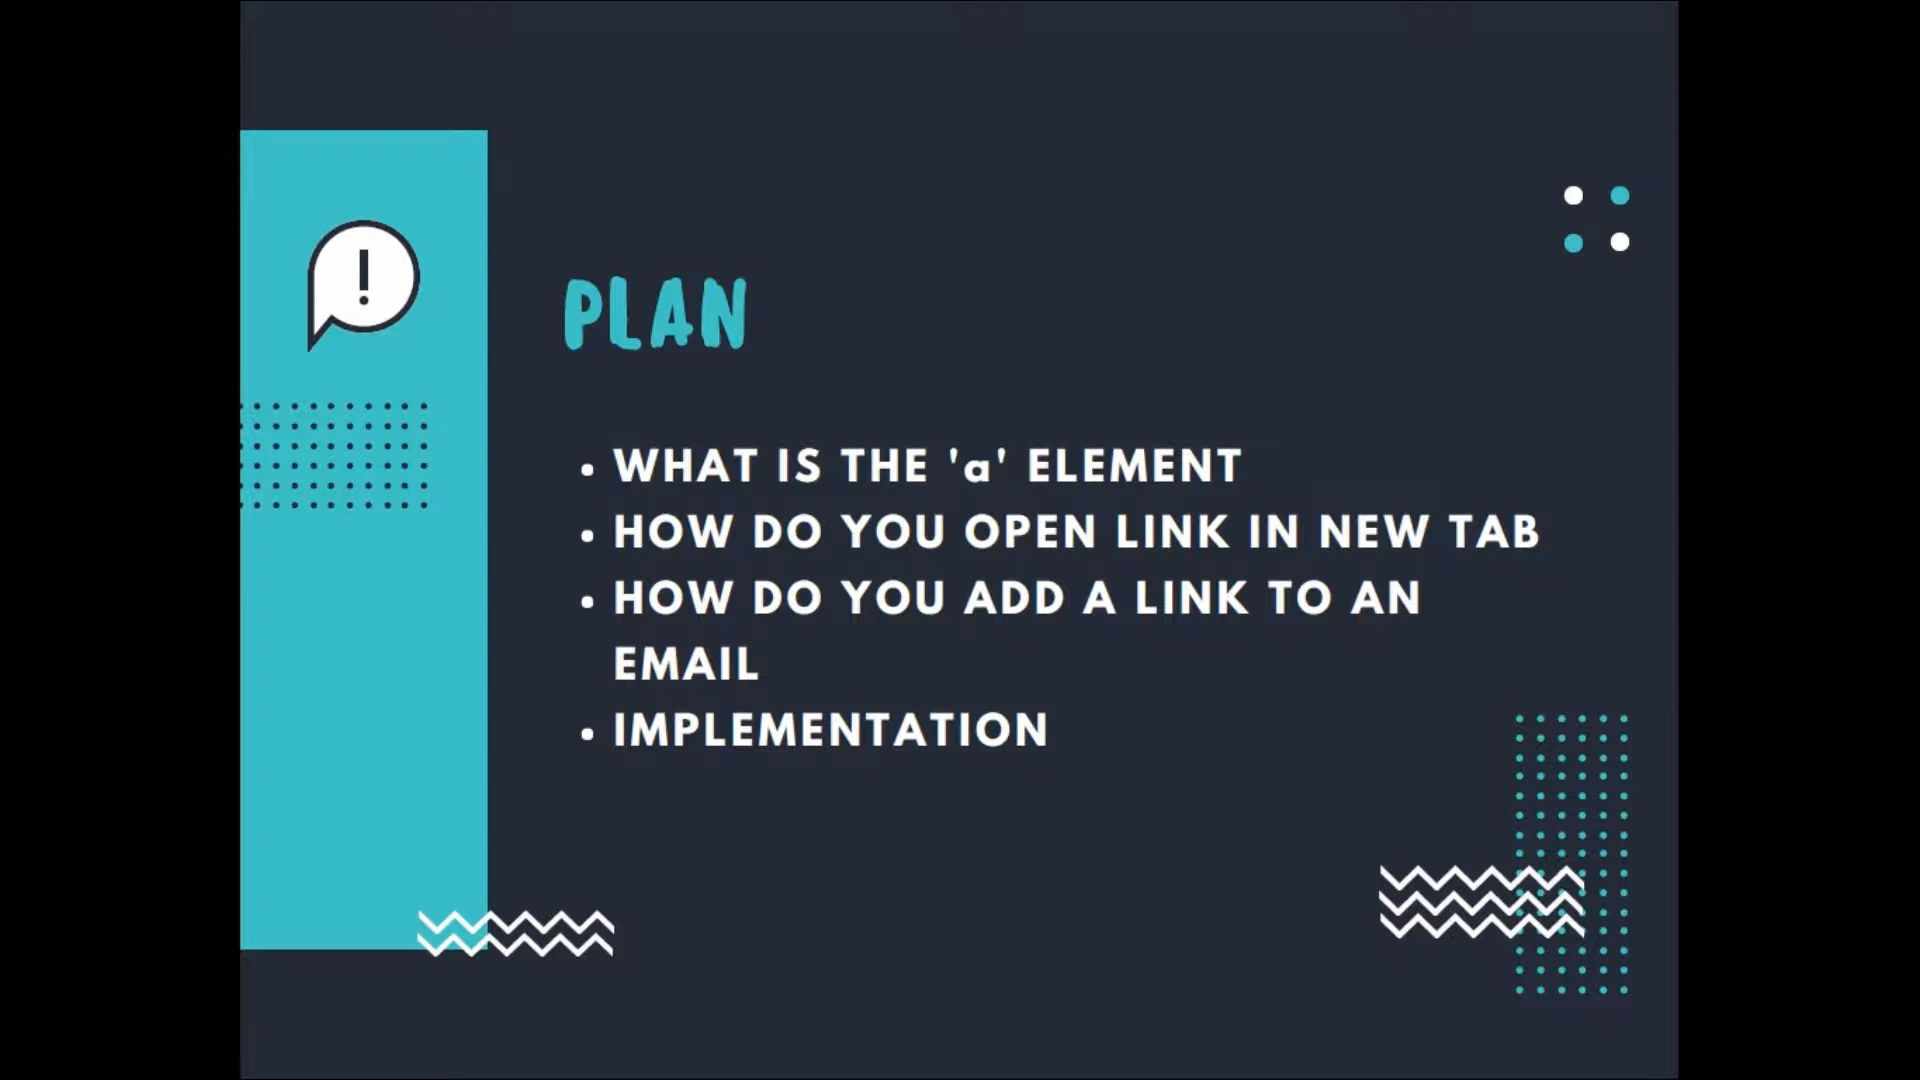 !
PLAN
• WHAT IS THE 'a' ELEMENT
• HOW DO YOU OPEN LINK IN NEW TAB
• HOW DO YOU ADD A LINK TO AN
EMAIL
• IMPLEMENTATION